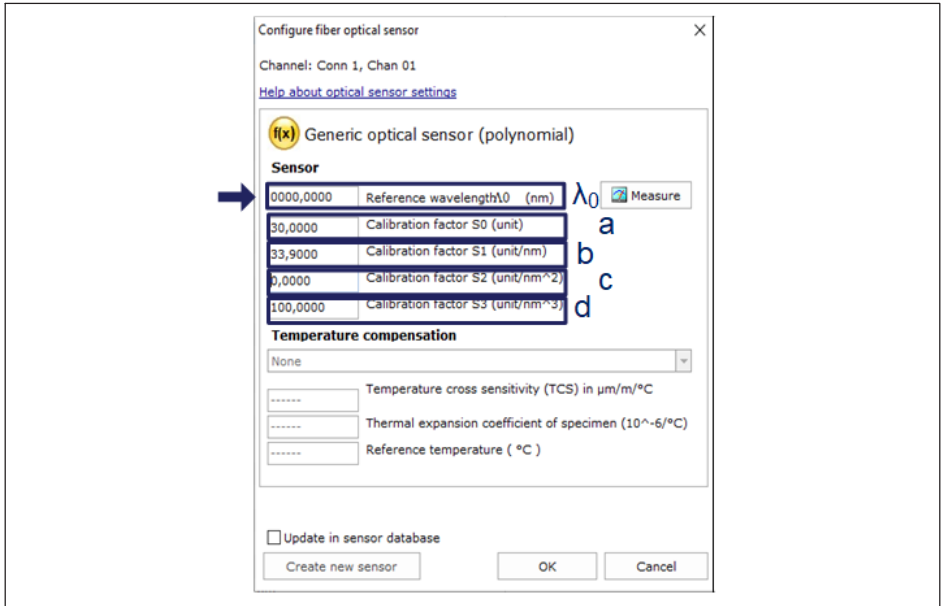 Configure fiber optical sensor
Channel: Conn 1, Chan 01
Help about optical sensor settings
f(x) Generic optical sensor (polynomial)
Sensor
0000,0000 Reference wavelength\0 (nm) λ0 Measure
30,0000 Calibration factor S0 (unit) a
33,9000 Calibration factor S1 (unit/nm) b
0,0000 Calibration factor S2 (unit/nm^2) c
100,0000 Calibration factor S3 (unit/nm^3) d
Temperature compensation
None
------ Temperature cross sensitivity (TCS) in µm/m/°C
------ Thermal expansion coefficient of specimen (10^-6/°C)
------ Reference temperature ( °C )
Update in sensor database
Create new sensor OK Cancel